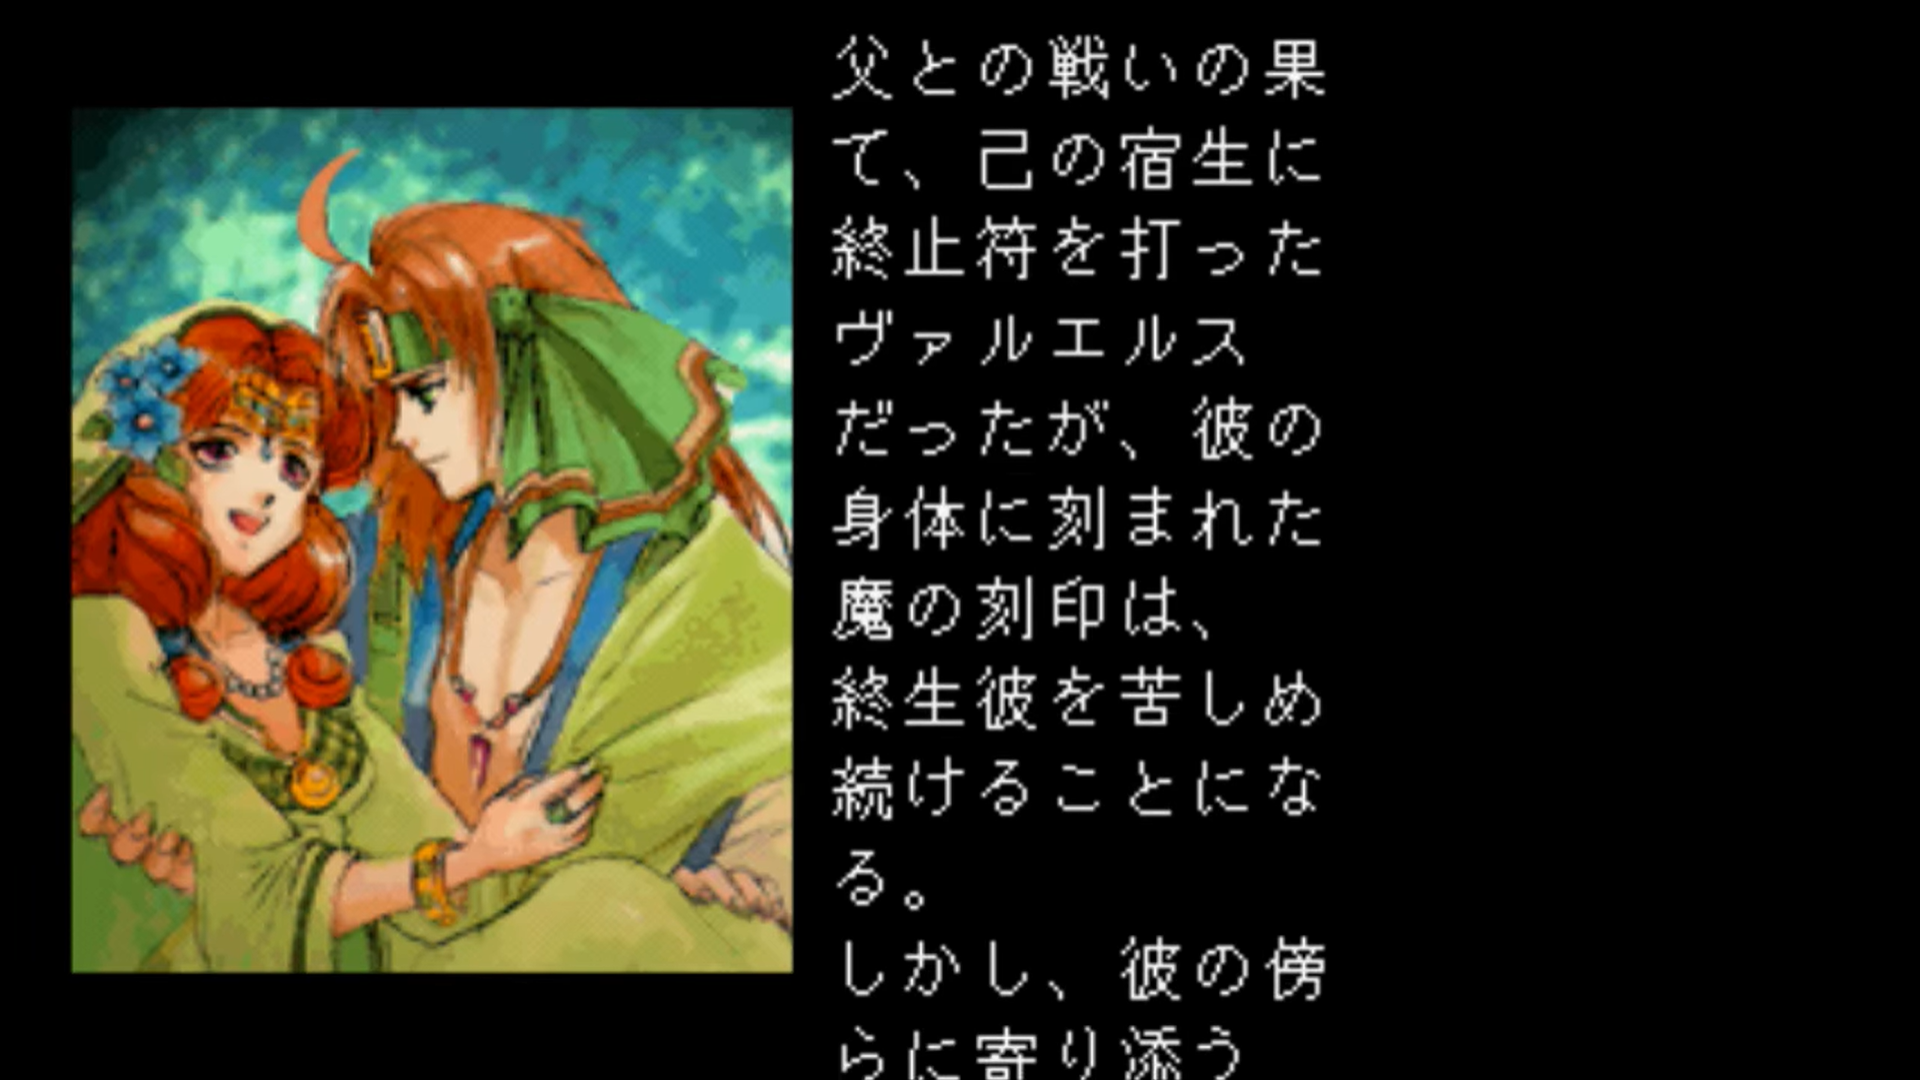 父との戦いの果
て、己の宿生に
終止符を打った
ヴァルエルス
だったが、彼の
身体に刻まれた
魔の刻印は、
終生彼を苦しめ
続けることにな
る。
しかし、彼の傍
らに寄り添う